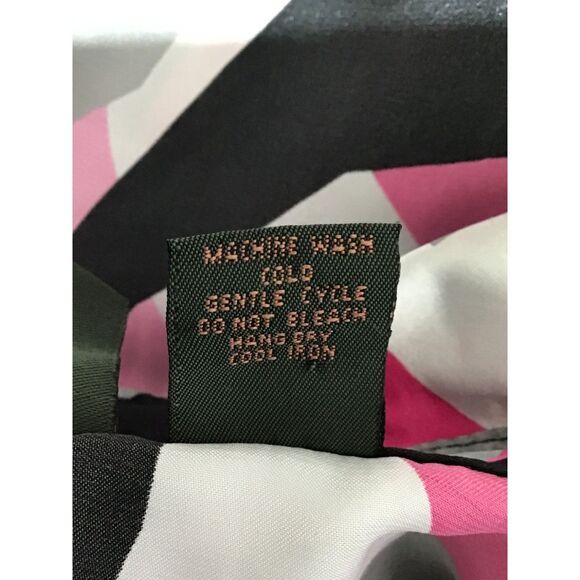 MACHINE WASH
COLD
GENTLE CYCLE
DO NOT BLEACH
HANG DRY
COOL IRON